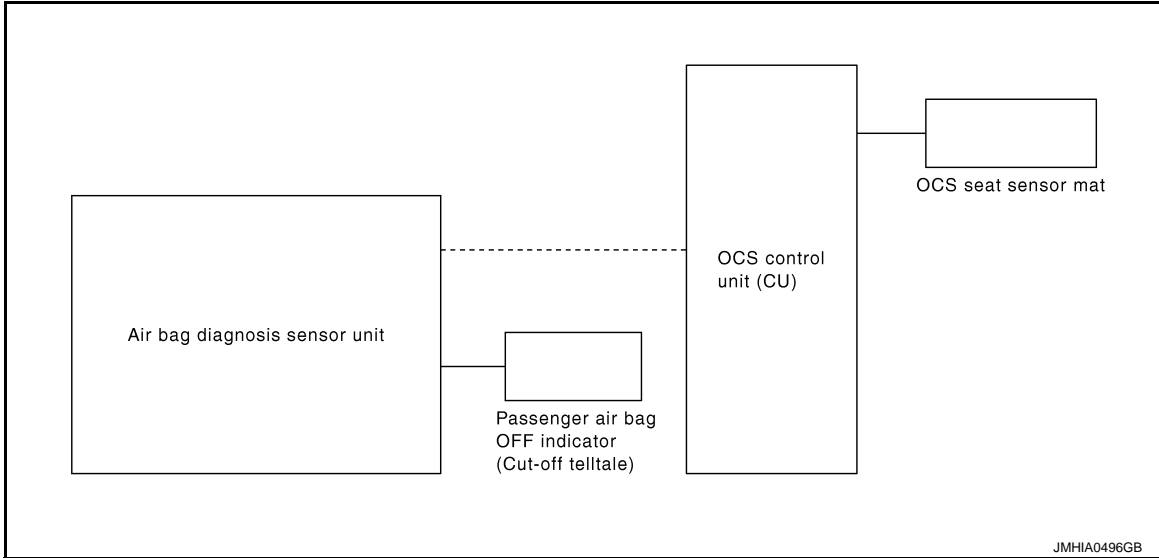 OCS seat sensor mat
OCS control
unit (CU)
Air bag diagnosis sensor unit
Passenger air bag
OFF indicator
(Cut-off telltale)
JMHIA0496GB